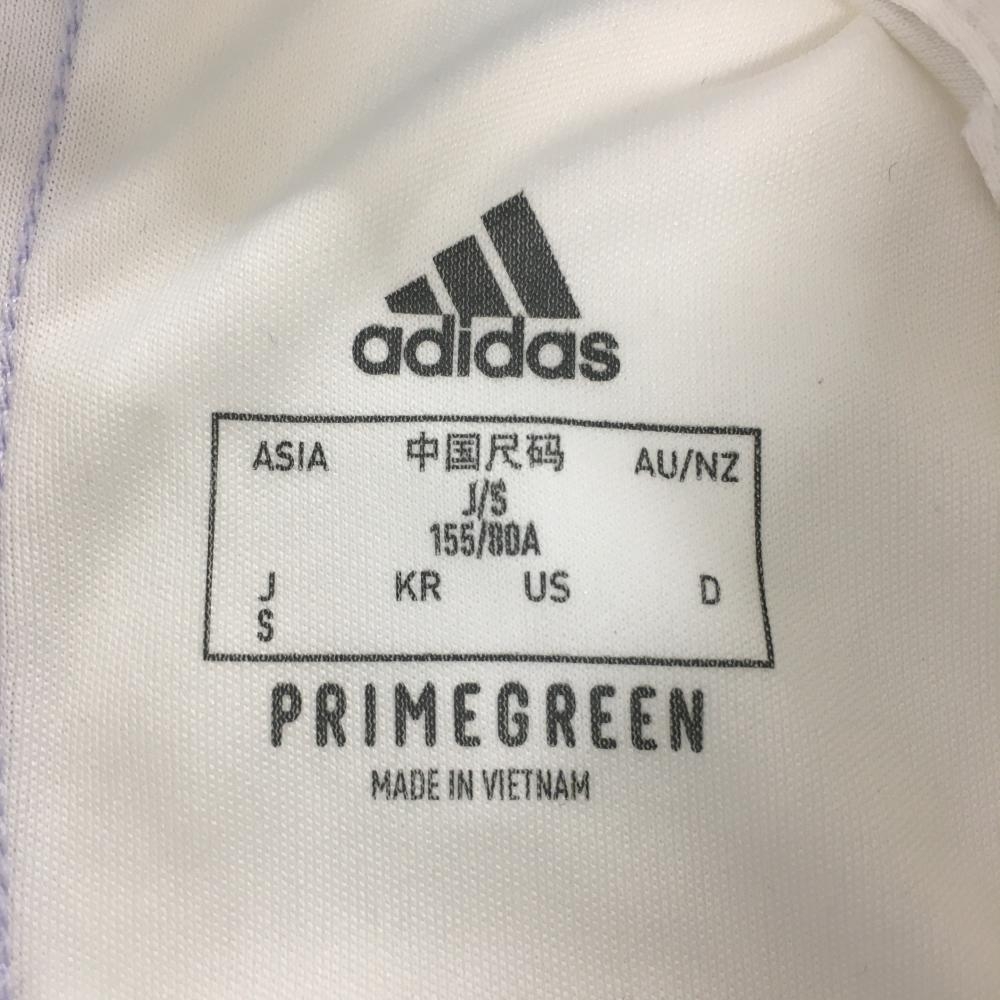 adidas
ASIA 中国尺码 AU/NZ
J/S
155/80A
J KR US D
S
PRIMEGREEN
MADE IN VIETNAM